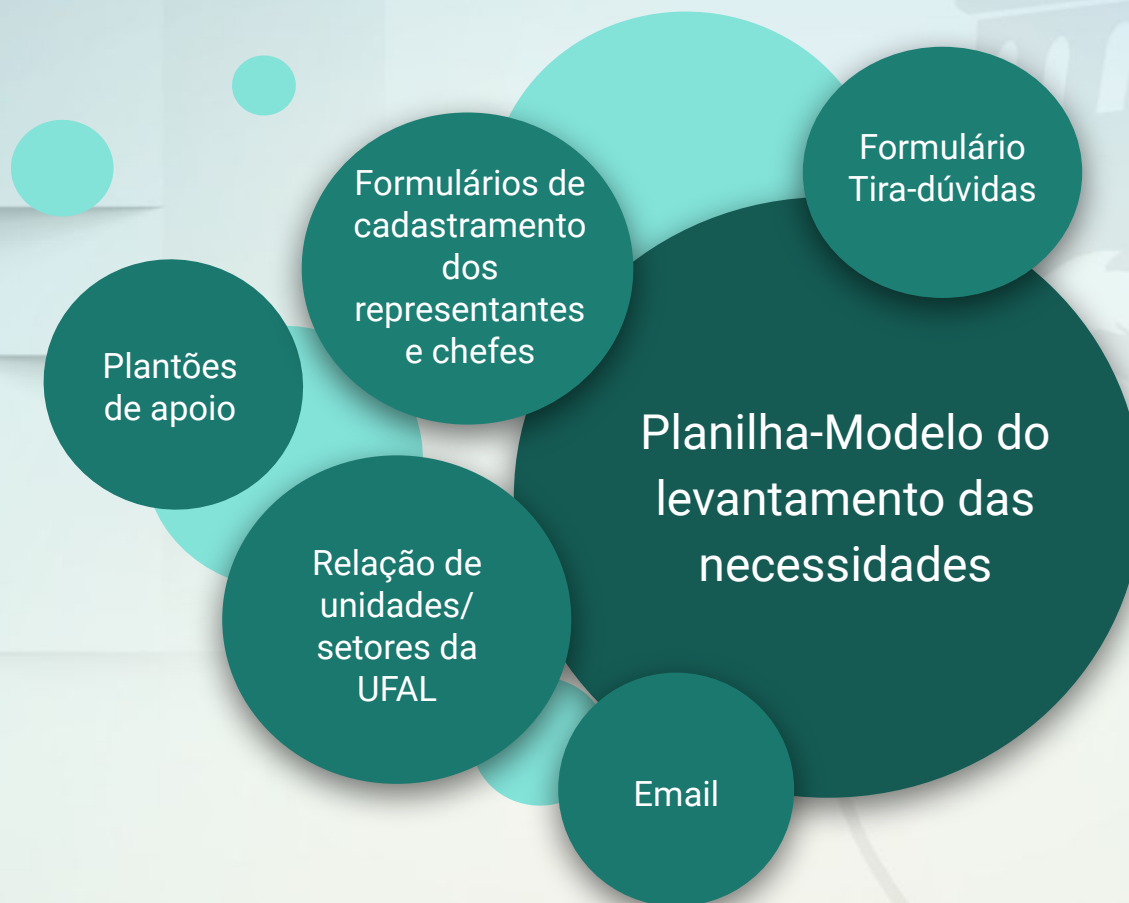 Formulário
Tira-dúvidas
Formulários de
cadastramento
dos
representantes
e chefes
Plantões
de apoio
Planilha-Modelo do
levantamento das
necessidades
Relação de
unidades/
setores da
UFAL
Email